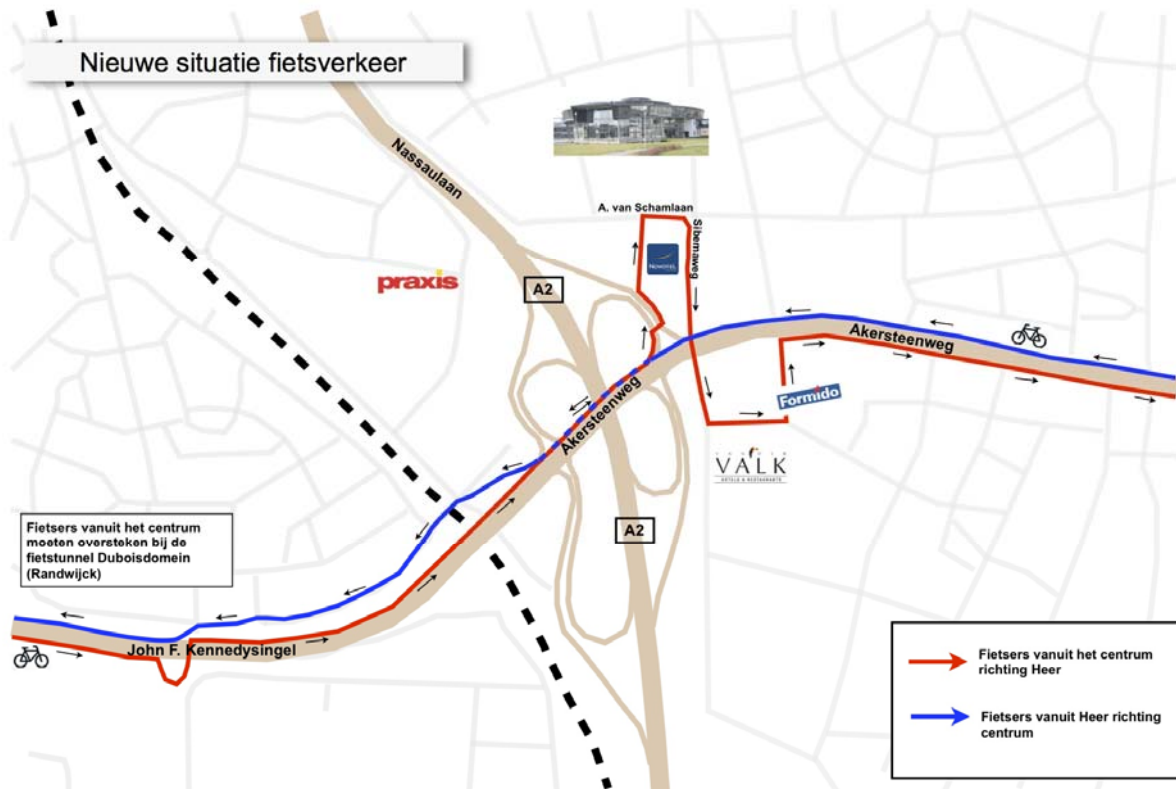 Nieuwe situatie fietsverkeer
Nassaulaan
A. van Schamlaan
Sibemaweg
NOVOTEL
praxis
A2
Akersteenweg
Akersteenweg
Formido
VALK
HOTELS & RESTAURANTS
A2
Fietsers vanuit het centrum
moeten oversteken bij de
fietstunnel Duboisdomein
(Randwijck)
John F. Kennedysingel
Fietsers vanuit het centrum
richting Heer
Fietsers vanuit Heer richting
centrum